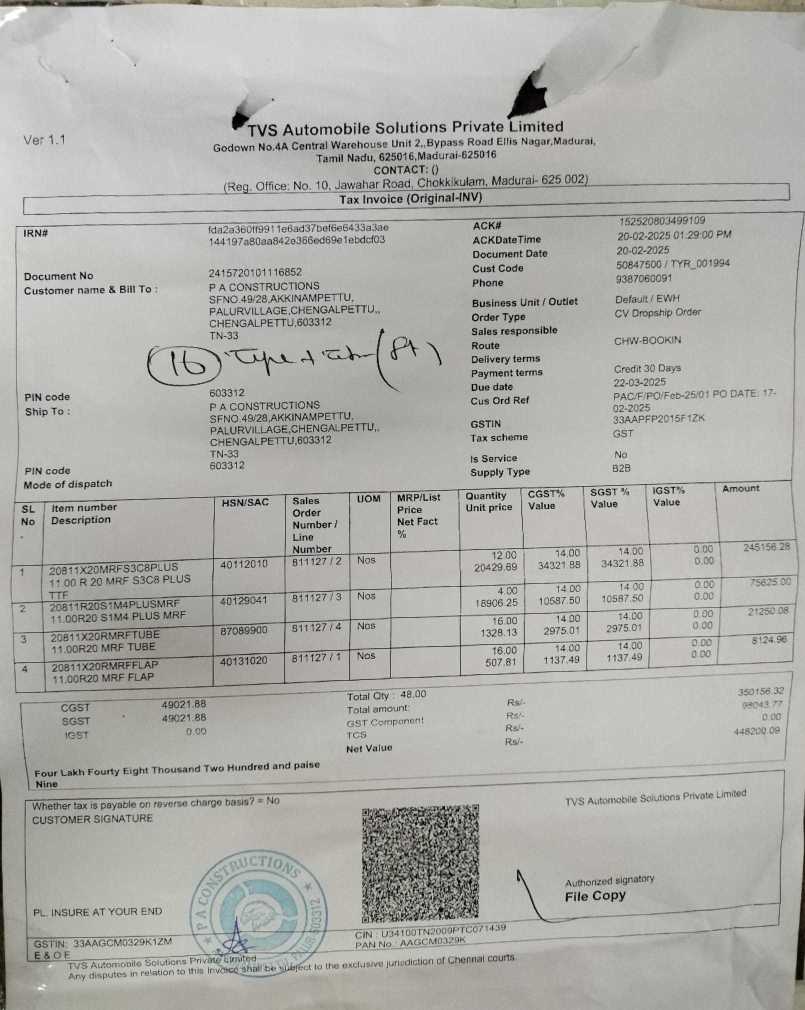 TVS Automobile Solutions Private Limited
Ver 1.1
Godown No.4A Central Warehouse Unit 2,,Bypass Road Ellis Nagar,Madurai,
Tamil Nadu, 625016,Madurai-625016
CONTACT: ()
(Reg. Office: No. 10, Jawahar Road, Chokkikulam, Madurai- 625 002)
Tax Invoice (Original-INV)
IRN# fda2a360ff9911e6ad37bef6e6433a3ae
144197a80aa842e366ed69e1ebdcf03
Document No 2415720101116852
Customer name & Bill To : P A CONSTRUCTIONS
SFNO.49/28,AKKINAMPETTU,
PALURVILLAGE,CHENGALPETTU,,
CHENGALPETTU,603312
TN-33
16
PIN code 603312
Ship To : P A CONSTRUCTIONS
SFNO.49/28,AKKINAMPETTU,
PALURVILLAGE,CHENGALPETTU,,
CHENGALPETTU,603312
TN-33
PIN code 603312
Mode of dispatch
ACK# 152520803499109
ACKDateTime 20-02-2025 01:29:00 PM
Document Date 20-02-2025
Cust Code 50847500 / TYR_001994
Phone 9387060091
Business Unit / Outlet Default / EWH
Order Type CV Dropship Order
Sales responsible
Route CHW-BOOKIN
Delivery terms
Payment terms Credit 30 Days
Due date 22-03-2025
Cus Ord Ref PAC/F/PO/Feb-25/01 PO DATE: 17-
02-2025
GSTIN 33AAPFP2015F1ZK
Tax scheme GST
Is Service No
Supply Type B2B
SL No . Item number Description HSN/SAC Sales Order Number / Line Number UOM MRP/List Price Net Fact % Quantity Unit price CGST% Value SGST % Value IGST% Value Amount
1 20811X20MRFS3C8PLUS 40112010 811127 / 2 Nos 12.00 14.00 14.00 0.00 245156.28
11.00 R 20 MRF S3C8 PLUS 20429.69 34321.88 34321.88 0.00
TTF
2 20811R20S1M4PLUSMRF 40129041 811127 / 3 Nos 4.00 14.00 14.00 0.00 75625.00
11.00R20 S1M4 PLUS MRF 18906.25 10587.50 10587.50 0.00
3 20811X20RMRFTUBE 87089900 811127 / 4 Nos 16.00 14.00 14.00 0.00 21250.08
11.00R20 MRF TUBE 1328.13 2975.01 2975.01 0.00
4 20811X20RMRFFLAP 40131020 811127 / 1 Nos 16.00 14.00 14.00 0.00 8124.96
11.00R20 MRF FLAP 507.81 1137.49 1137.49 0.00
CGST 49021.88
SGST 49021.88
IGST 0.00
Total Qty : 48.00
Total amount: Rs/- 350156.32
GST Component Rs/- 98043.77
TCS Rs/- 0.00
Net Value Rs/- 448200.09
Four Lakh Fourty Eight Thousand Two Hundred and paise
Nine
Whether tax is payable on reverse charge basis? = No
CUSTOMER SIGNATURE
TVS Automobile Solutions Private Limited
P A CONSTRUCTIONS
603312
Authorized signatory
File Copy
PL. INSURE AT YOUR END
GSTIN: 33AAGCM0329K1ZM
E & O E
CIN : U34100TN2009PTC071439
PAN No.: AAGCM0329K
TVS Automobile Solutions Private Limited
Any disputes in relation to this Invoice shall be subject to the exclusive jurisdiction of Chennai courts.